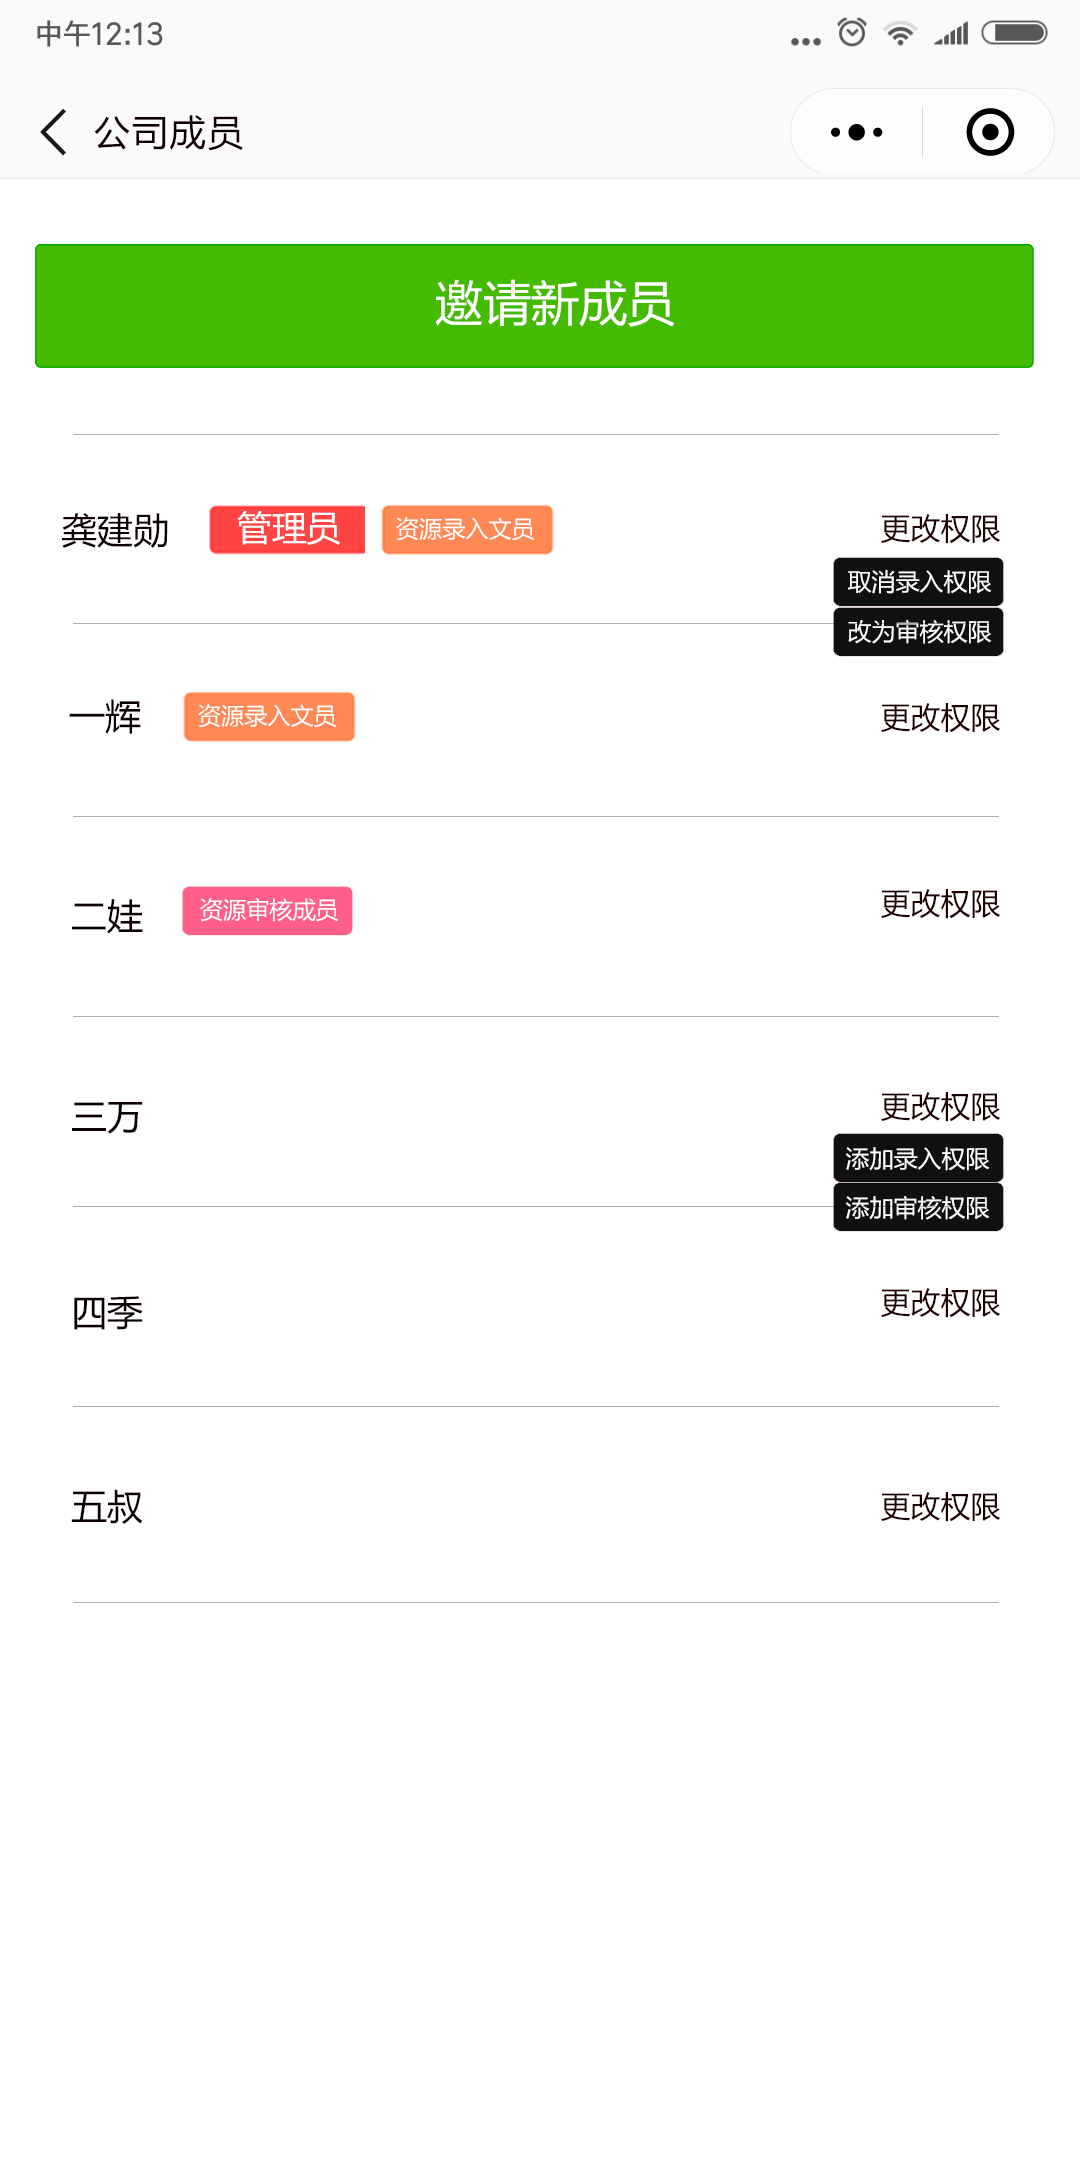 中午12:13
公司成员
邀请新成员
龚建勋 管理员 资源录入文员 更改权限
取消录入权限
改为审核权限
一辉 资源录入文员 更改权限
二娃 资源审核成员 更改权限
三万 更改权限
添加录入权限
添加审核权限
四季 更改权限
五叔 更改权限